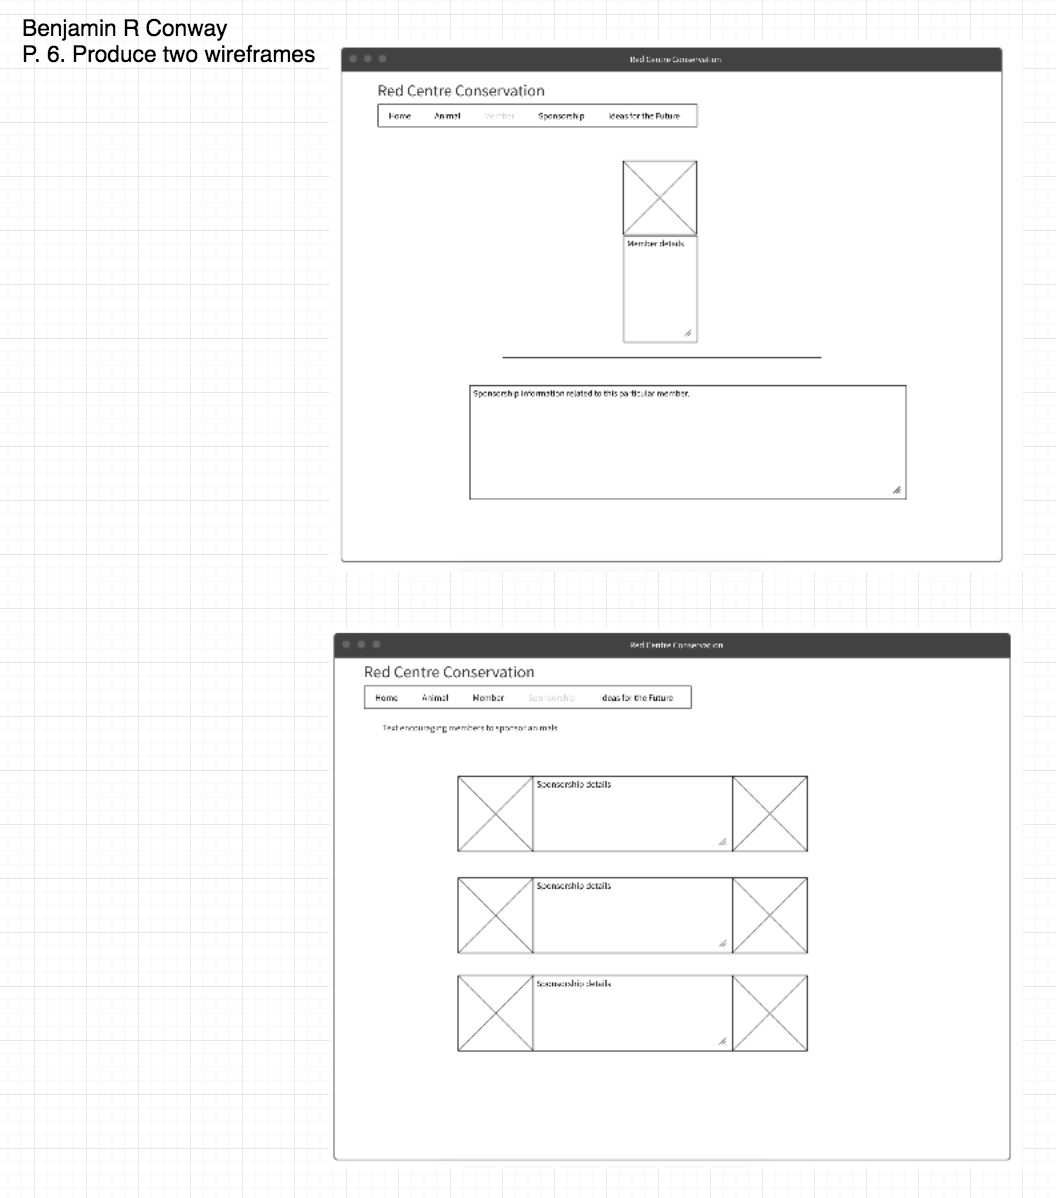 Benjamin R Conway
P. 6. Produce two wireframes
Red Centre Conservation
Red Centre Conservation
Home Animal Member Sponsorship Ideas for the Future
Member details
Sponsorship information related to this particular member.
Red Centre Conservation
Red Centre Conservation
Home Animal Member Sponsorship Ideas for the Future
Text encouraging members to sponsor animals
Sponsorship details
Sponsorship details
Sponsorship details